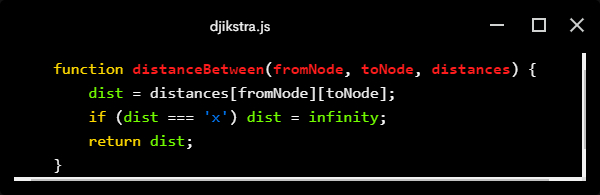 djikstra.js
function distanceBetween(fromNode, toNode, distances) {
    dist = distances[fromNode][toNode];
    if (dist === 'x') dist = infinity;
    return dist;
}